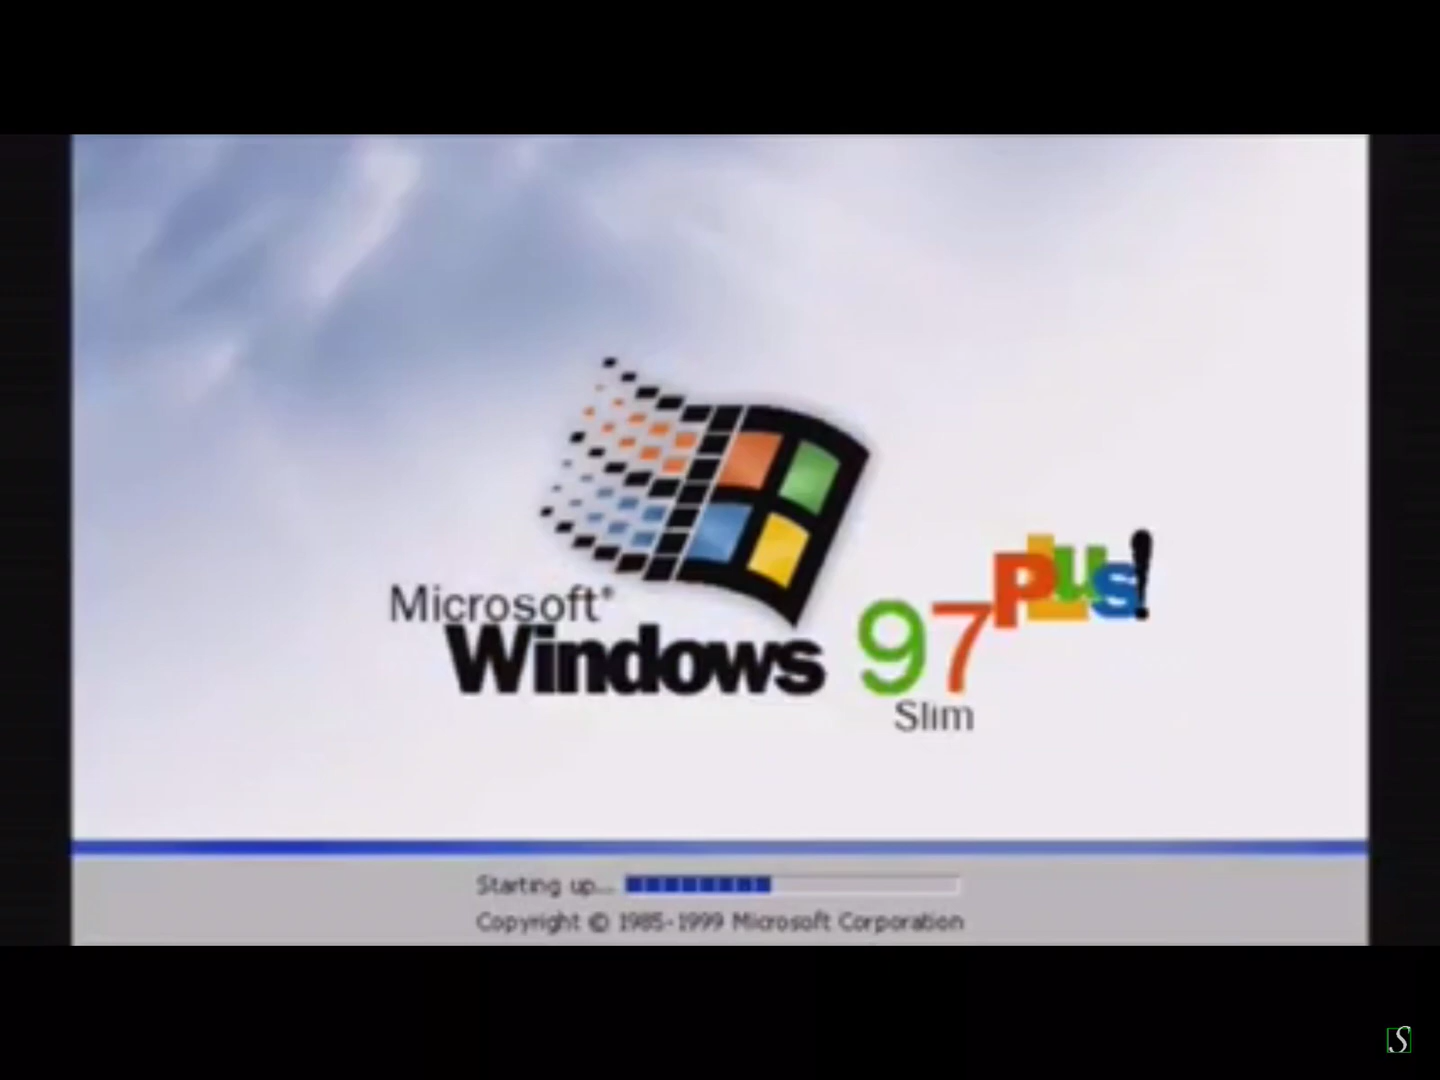 Plus!
Microsoft®
Windows 97
Slim
Starting up...
Copyright © 1985-1999 Microsoft Corporation
S